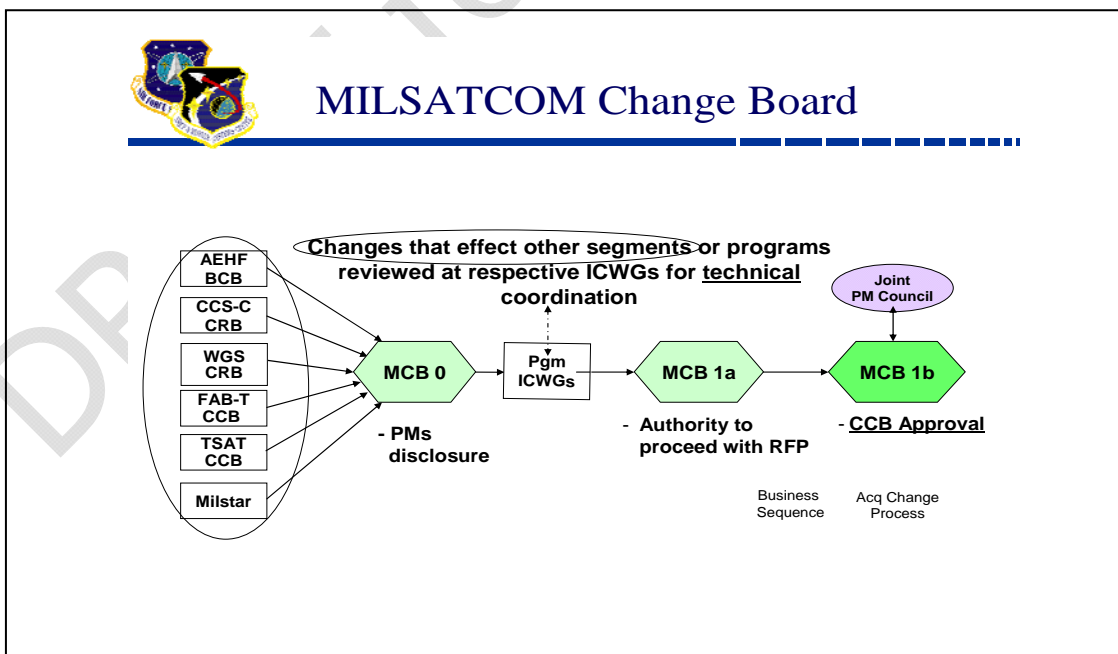 MILSATCOM Change Board
Changes that effect other segments or programs
reviewed at respective ICWGs for technical
coordination
AEHF
BCB
CCS-C
CRB
WGS
CRB
FAB-T
CCB
TSAT
CCB
Milstar
MCB 0
- PMs
disclosure
Pgm
ICWGs
MCB 1a
- Authority to
proceed with RFP
Joint
PM Council
MCB 1b
- CCB Approval
Business
Sequence
Acq Change
Process